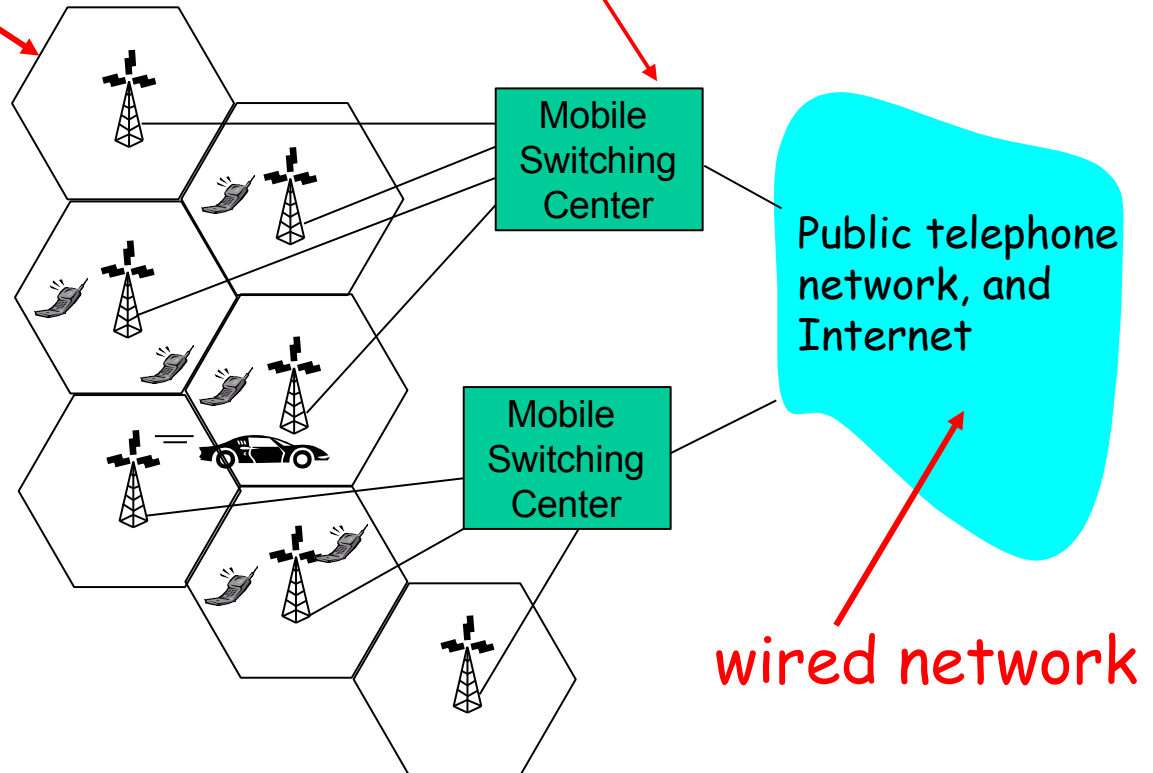 Mobile
Switching
Center
Public telephone
network, and
Internet
Mobile
Switching
Center
wired network